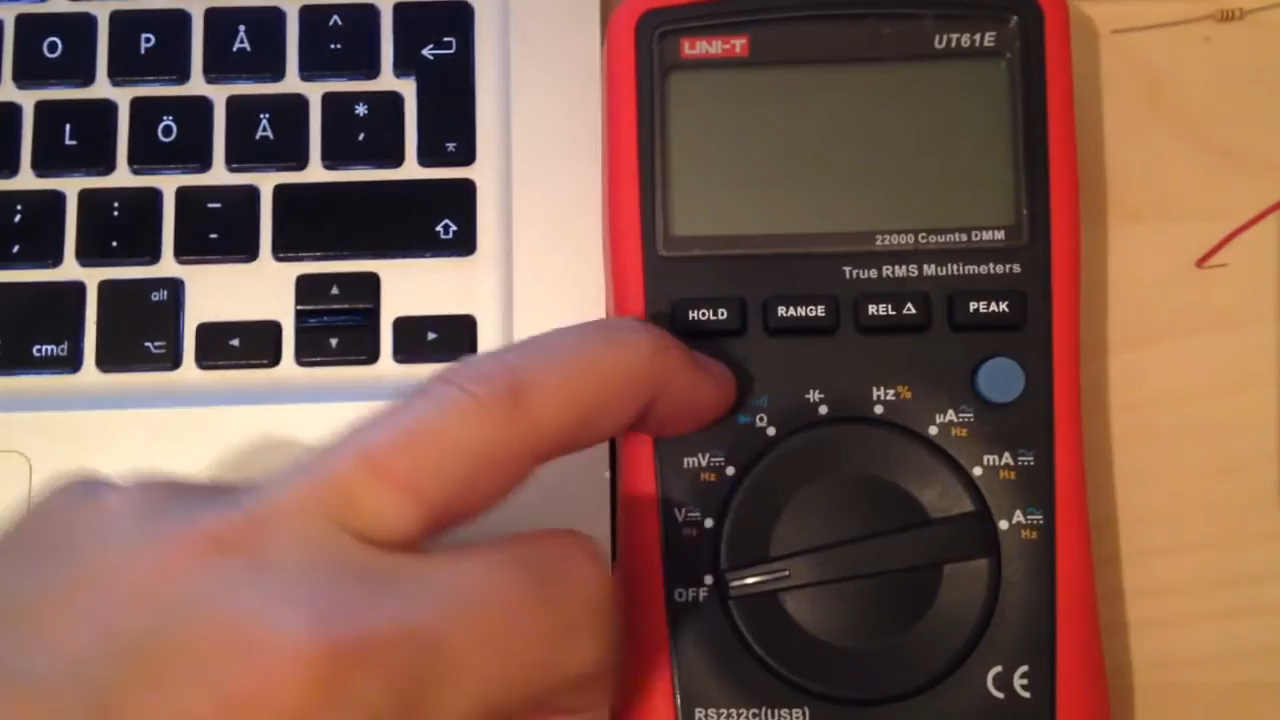 O P Å ^ ¨
L Ö Ä * '
; , : . _ -
cmd alt
UNI-T UT61E
22000 Counts DMM
True RMS Multimeters
HOLD RANGE REL Δ PEAK
Ω Hz%
mV Hz
µA Hz
V Hz
mA Hz
A Hz
OFF
CE
RS232C(USB)